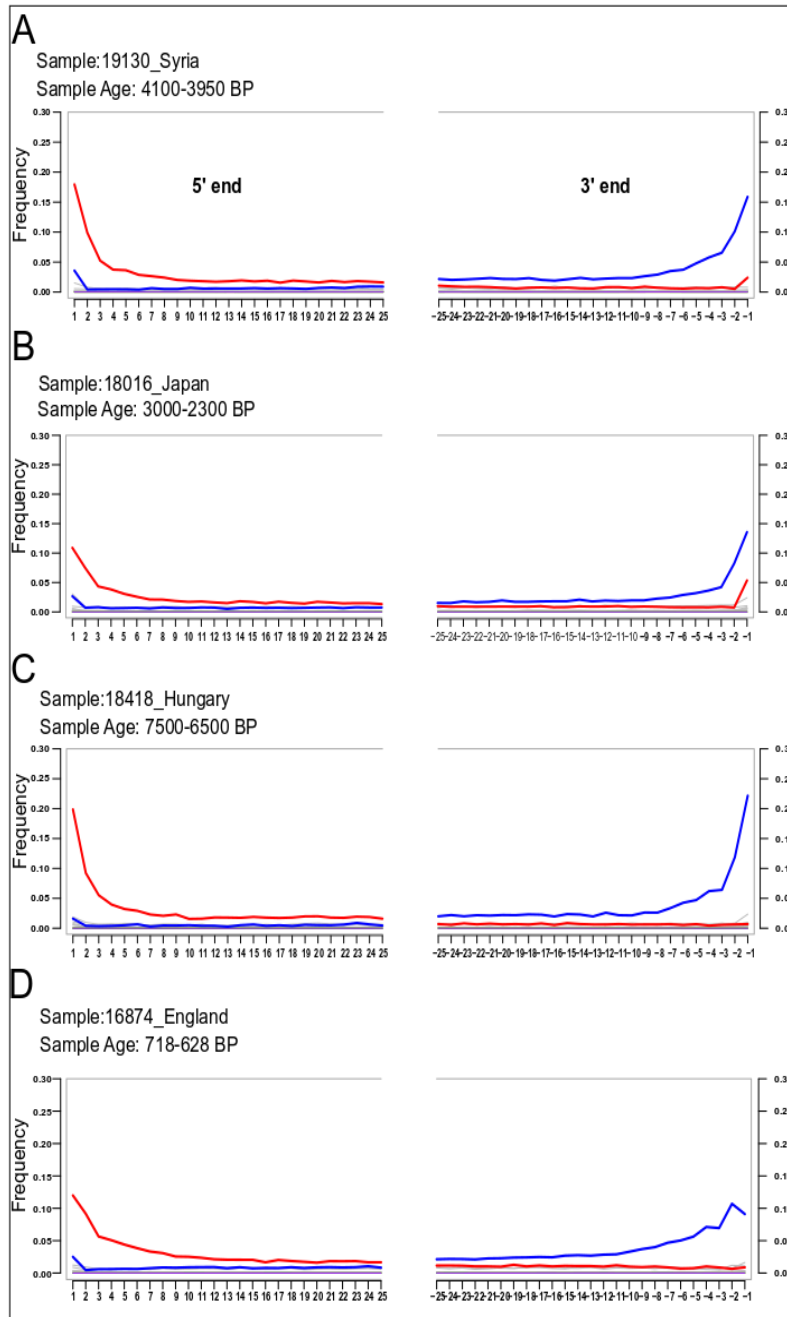 A
Sample:19130_Syria
Sample Age: 4100-3950 BP
Frequency
0.30
0.25
0.20
0.15
0.10
0.05
0.00
5' end
1 2 3 4 5 6 7 8 9 10 11 12 13 14 15 16 17 18 19 20 21 22 23 24 25
3' end
-25 -24 -23 -22 -21 -20 -19 -18 -17 -16 -15 -14 -13 -12 -11 -10 -9 -8 -7 -6 -5 -4 -3 -2 -1
B
Sample:18016_Japan
Sample Age: 3000-2300 BP
Frequency
0.30
0.25
0.20
0.15
0.10
0.05
0.00
1 2 3 4 5 6 7 8 9 10 11 12 13 14 15 16 17 18 19 20 21 22 23 24 25
-25 -24 -23 -22 -21 -20 -19 -18 -17 -16 -15 -14 -13 -12 -11 -10 -9 -8 -7 -6 -5 -4 -3 -2 -1
C
Sample:18418_Hungary
Sample Age: 7500-6500 BP
Frequency
0.30
0.25
0.20
0.15
0.10
0.05
0.00
1 2 3 4 5 6 7 8 9 10 11 12 13 14 15 16 17 18 19 20 21 22 23 24 25
-25 -24 -23 -22 -21 -20 -19 -18 -17 -16 -15 -14 -13 -12 -11 -10 -9 -8 -7 -6 -5 -4 -3 -2 -1
D
Sample:16874_England
Sample Age: 718-628 BP
Frequency
0.30
0.25
0.20
0.15
0.10
0.05
0.00
1 2 3 4 5 6 7 8 9 10 11 12 13 14 15 16 17 18 19 20 21 22 23 24 25
-25 -24 -23 -22 -21 -20 -19 -18 -17 -16 -15 -14 -13 -12 -11 -10 -9 -8 -7 -6 -5 -4 -3 -2 -1